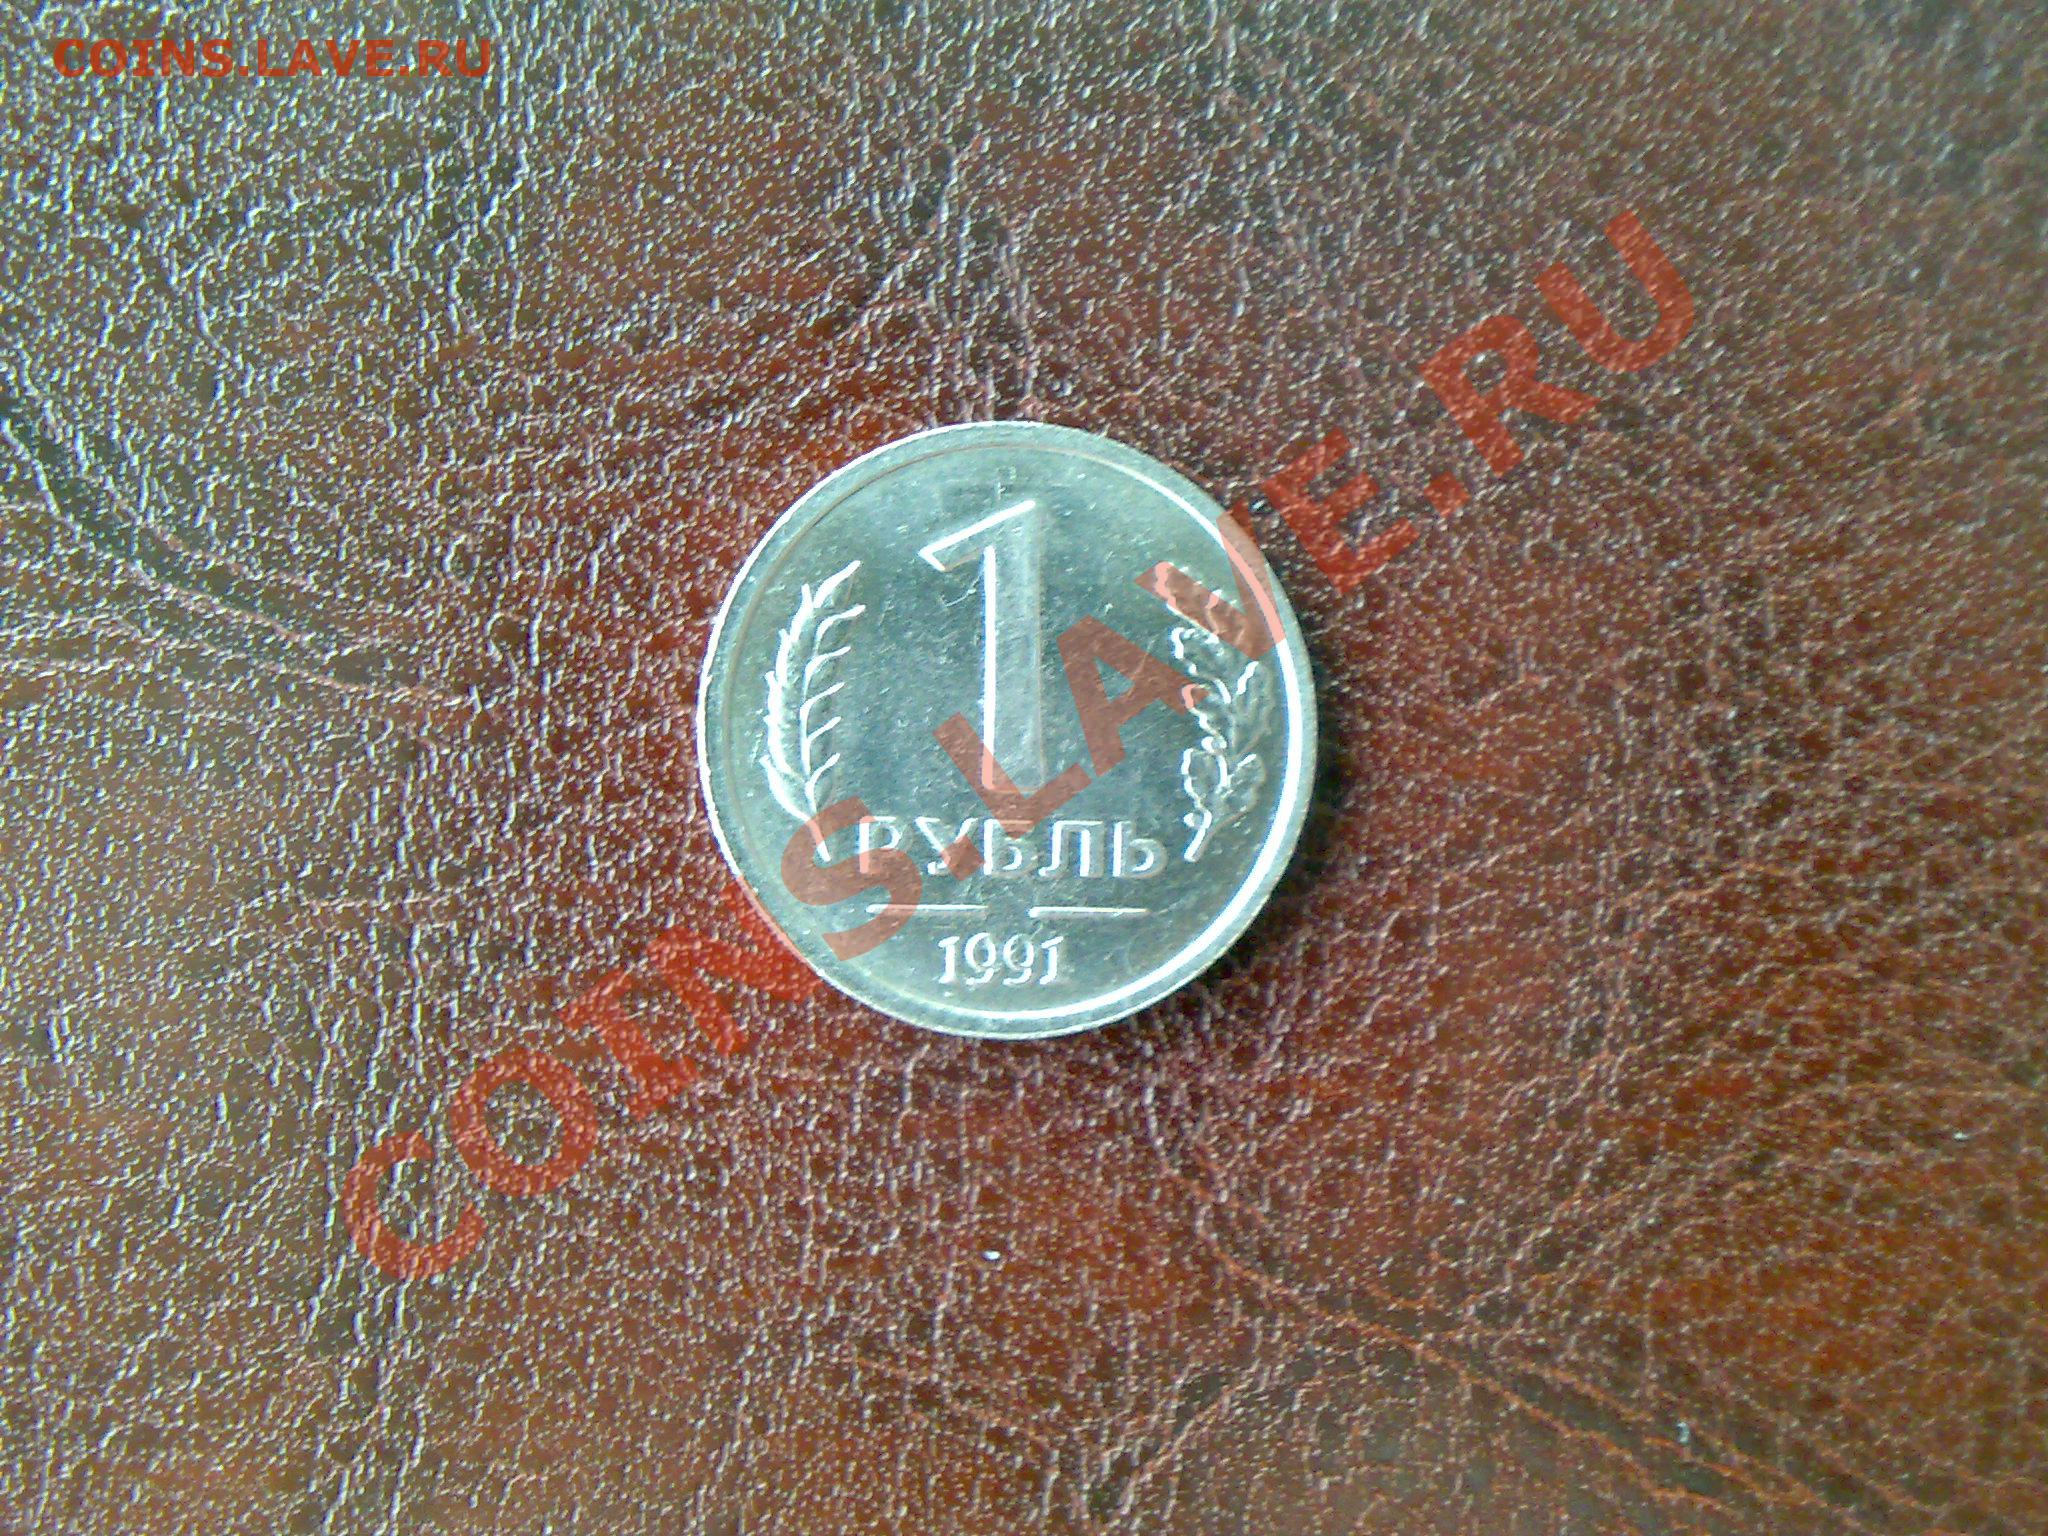 COINS.LAVE.RU
1
РУБЛЬ
1991
COINS.LAVE.RU